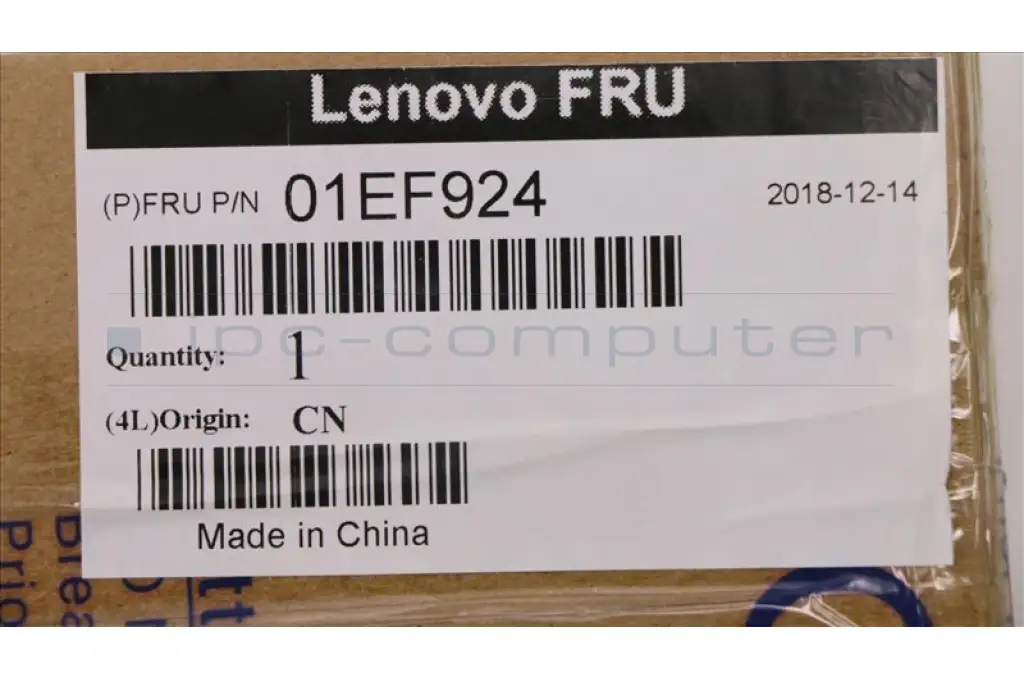 Lenovo FRU
(P)FRU P/N 01EF924 2018-12-14
ipc-computer
Quantity: 1
(4L)Origin: CN
Made in China